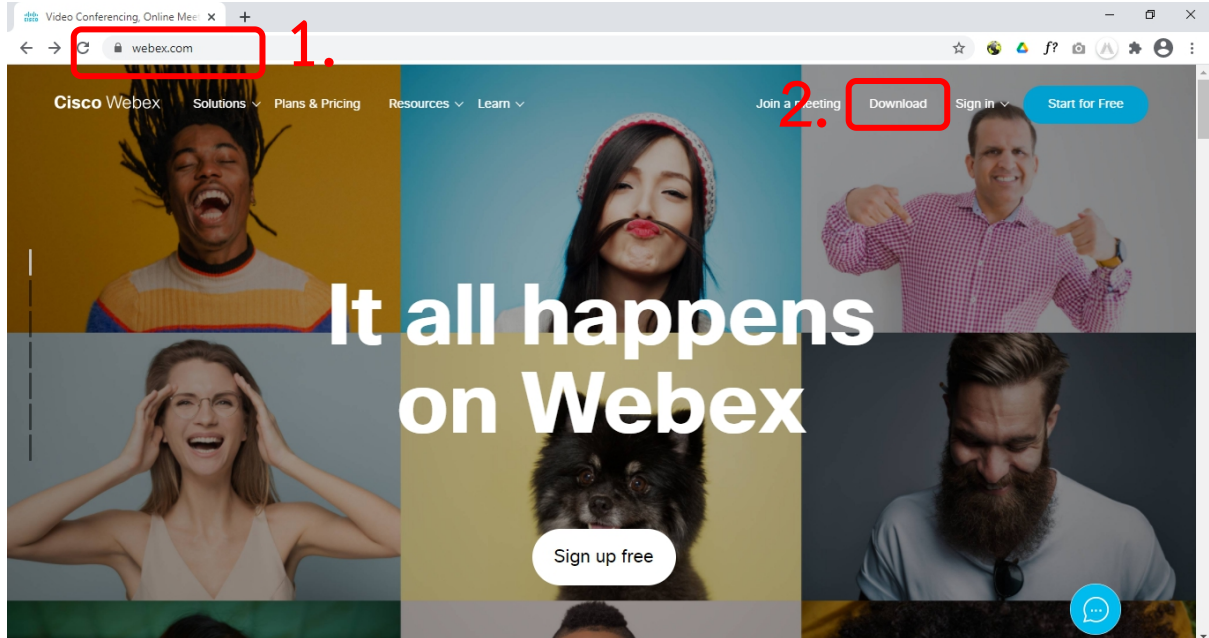 Video Conferencing, Online Mee
webex.com
1.
f?
Cisco Webex Solutions Plans & Pricing Resources Learn Join a meeting Download Sign in Start for Free
2.
It all happens
on Webex
Sign up free